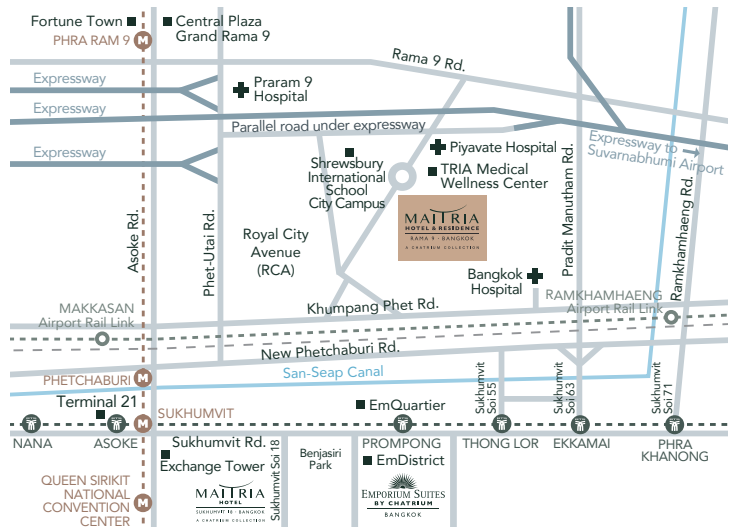 Fortune Town
Central Plaza
Grand Rama 9
PHRA RAM 9
M
Rama 9 Rd.
Expressway
Praram 9
Hospital
Expressway
Parallel road under expressway
Expressway to
Suvarnabhumi Airport
Piyavate Hospital
Expressway
Shrewsbury
International
School
City Campus
TRIA Medical
Wellness Center
Asoke Rd.
Phet-Utai Rd.
Pradit Manutham Rd.
Ramkhamhaeng Rd.
MAITRIA
HOTEL & RESIDENCE
RAMA 9 - BANGKOK
A CHATRIUM COLLECTION
Royal City
Avenue
(RCA)
Bangkok
Hospital
MAKKASAN
Airport Rail Link
Khumpang Phet Rd.
RAMKHAMHAENG
Airport Rail Link
New Phetchaburi Rd.
PHETCHABURI
M
San-Seap Canal
Sukhumvit
Soi 55
Sukhumvit
Soi 63
Sukhumvit
Soi 71
Terminal 21
M
SUKHUMVIT
EmQuartier
NANA
ASOKE
Sukhumvit Rd.
PROMPONG
THONG LOR
EKKAMAI
PHRA
KHANONG
Exchange Tower
Sukhumvit Soi 18
Benjasiri
Park
EmDistrict
QUEEN SIRIKIT
NATIONAL
CONVENTION
CENTER
M
MAITRIA
HOTEL
SUKHUMVIT 18 - BANGKOK
A CHATRIUM COLLECTION
EMPORIUM SUITES
BY CHATRIUM
BANGKOK